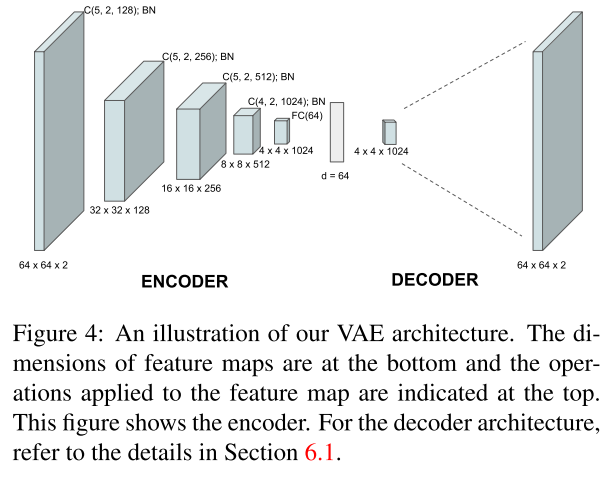 C(5, 2, 128); BN
C(5, 2, 256); BN
C(5, 2, 512); BN
C(4, 2, 1024); BN
FC(64)
4 x 4 x 1024
4 x 4 x 1024
8 x 8 x 512
d = 64
16 x 16 x 256
32 x 32 x 128
64 x 64 x 2
64 x 64 x 2
ENCODER
DECODER
Figure 4: An illustration of our VAE architecture. The di-
mensions of feature maps are at the bottom and the oper-
ations applied to the feature map are indicated at the top.
This figure shows the encoder. For the decoder architecture,
refer to the details in Section 6.1.